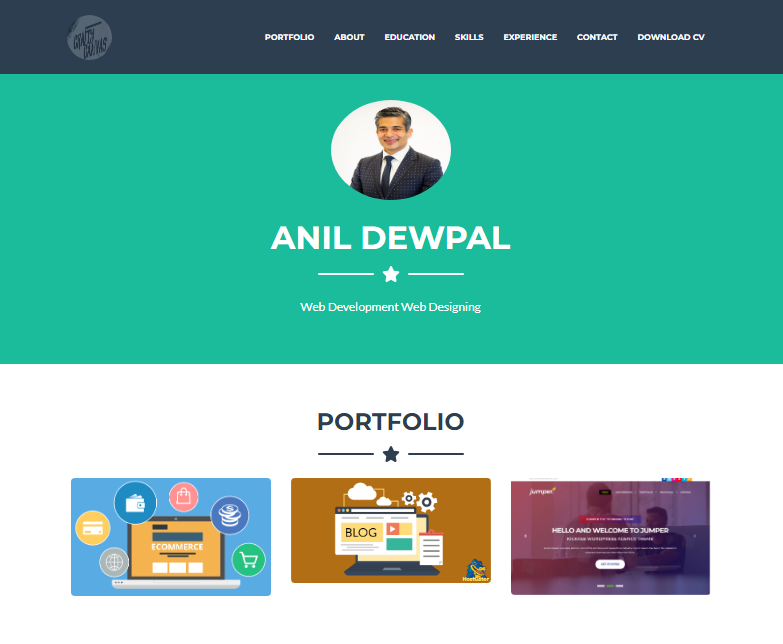 PORTFOLIO ABOUT EDUCATION SKILLS EXPERIENCE CONTACT DOWNLOAD CV
ANIL DEWPAL
Web Development Web Designing
PORTFOLIO
ECOMMERCE
BLOG
HostGator
jumper
HELLO AND WELCOME TO JUMPER